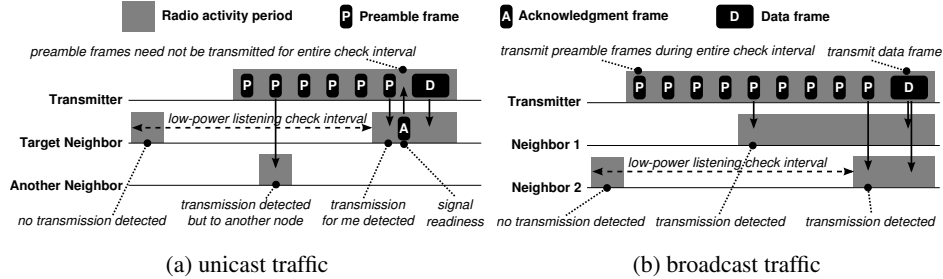 Radio activity period
P Preamble frame
A Acknowledgment frame
D Data frame
preamble frames need not be transmitted for entire check interval
P P P P P P P D
Transmitter
low-power listening check interval
A
Target Neighbor
Another Neighbor
no transmission detected
transmission detected
but to another node
transmission
for me detected
signal
readiness
(a) unicast traffic
transmit preamble frames during entire check interval
transmit data frame
P P P P P P P P P D
Transmitter
Neighbor 1
low-power listening check interval
Neighbor 2
no transmission detected
transmission detected
transmission detected
(b) broadcast traffic